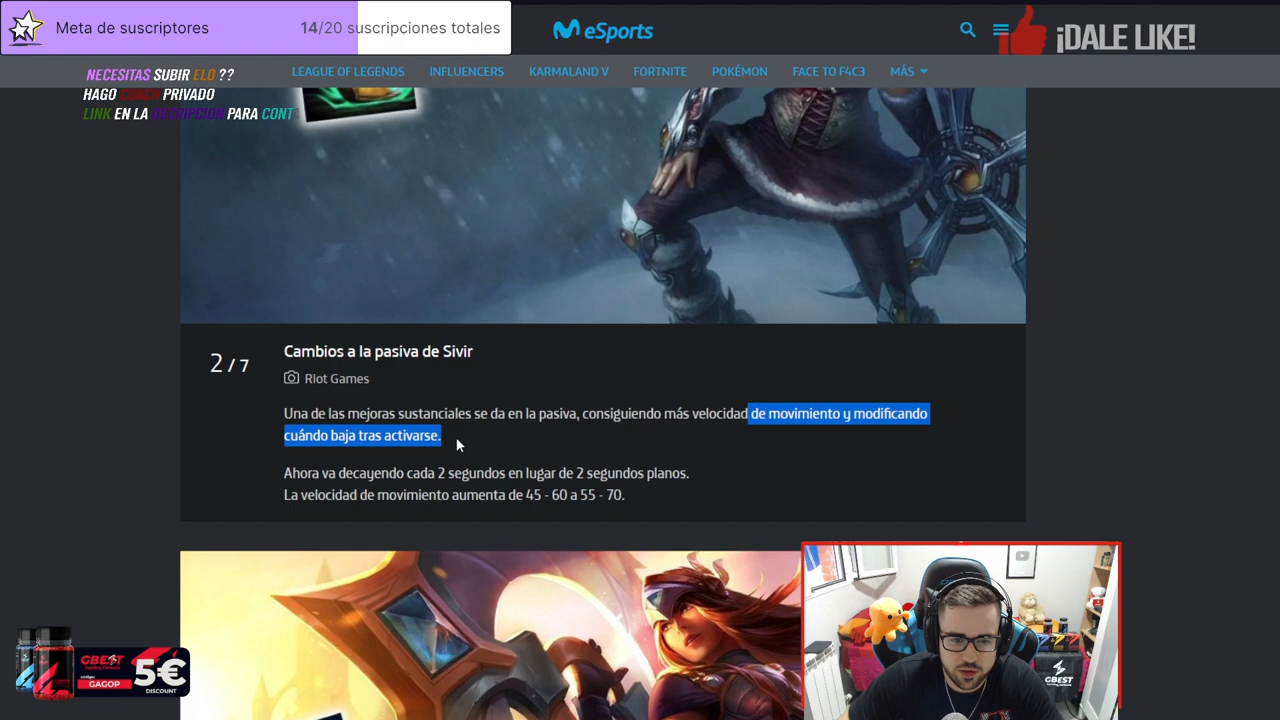 Meta de suscriptores
14/20 suscripciones totales
eSports
¡DALE LIKE!
NECESITAS SUBIR ELO ??
HAGO COACH PRIVADO
LINK EN LA DESCRIPCION PARA CONT
LEAGUE OF LEGENDS INFLUENCERS KARMALAND V FORTNITE POKÉMON FACE TO F4C3 MÁS
2/7
Cambios a la pasiva de Sivir
Riot Games
Una de las mejoras sustanciales se da en la pasiva, consiguiendo más velocidad de movimiento y modificando
cuándo baja tras activarse.
Ahora va decayendo cada 2 segundos en lugar de 2 segundos planos.
La velocidad de movimiento aumenta de 45 - 60 a 55 - 70.
GBEST
GAGOP
5€
DISCOUNT
GBEST